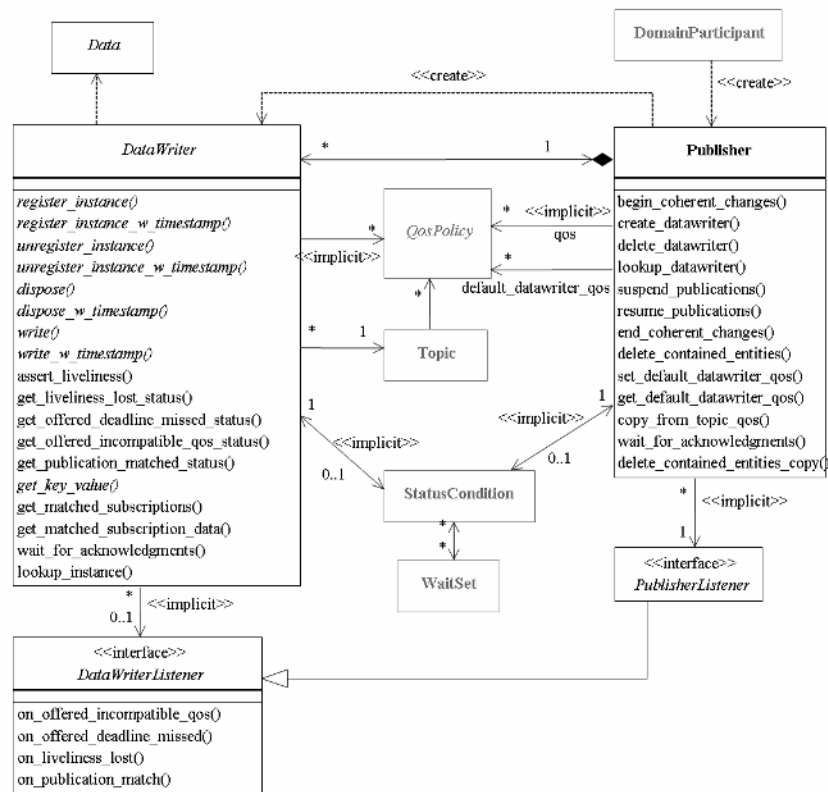 Data
DomainParticipant
<<create>>
<<create>>
DataWriter
*
1
Publisher
register_instance()
register_instance_w_timestamp()
unregister_instance()
unregister_instance_w_timestamp()
dispose()
dispose_w_timestamp()
write()
write_w_timestamp()
assert_liveliness()
get_liveliness_lost_status()
get_offered_deadline_missed_status()
get_offered_incompatible_qos_status()
get_publication_matched_status()
get_key_value()
get_matched_subscriptions()
get_matched_subscription_data()
wait_for_acknowledgments()
lookup_instance()
*
<<implicit>>
QosPolicy
*
<<implicit>>
qos
*
default_datawriter_qos
*
*
1
Topic
begin_coherent_changes()
create_datawriter()
delete_datawriter()
lookup_datawriter()
suspend_publications()
resume_publications()
end_coherent_changes()
delete_contained_entities()
set_default_datawriter_qos()
get_default_datawriter_qos()
copy_from_topic_qos()
wait_for_acknowledgments()
delete_contained_entities_copy()
1
<<implicit>>
0..1
1
<<implicit>>
0..1
StatusCondition
*
*
WaitSet
*
<<implicit>>
1
<<interface>>
PublisherListener
*
<<implicit>>
0..1
<<interface>>
DataWriterListener
on_offered_incompatible_qos()
on_offered_deadline_missed()
on_liveliness_lost()
on_publication_match()